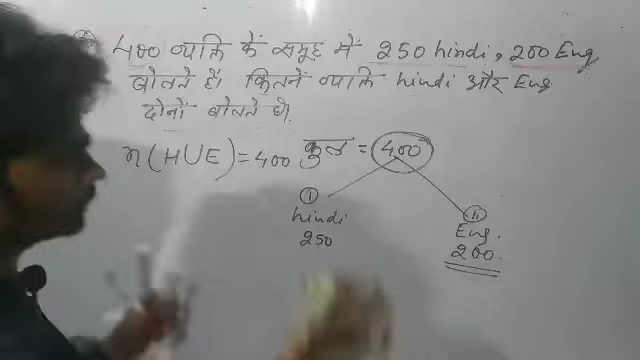 400 व्यक्ति के समूह में 250 hindi, 200 Eng
बोलते है। कितने व्यक्ति hindi और Eng
दोनों बोलते है।
n(HUE)=400 कुल = 400
i ii
hindi Eng.
250 200